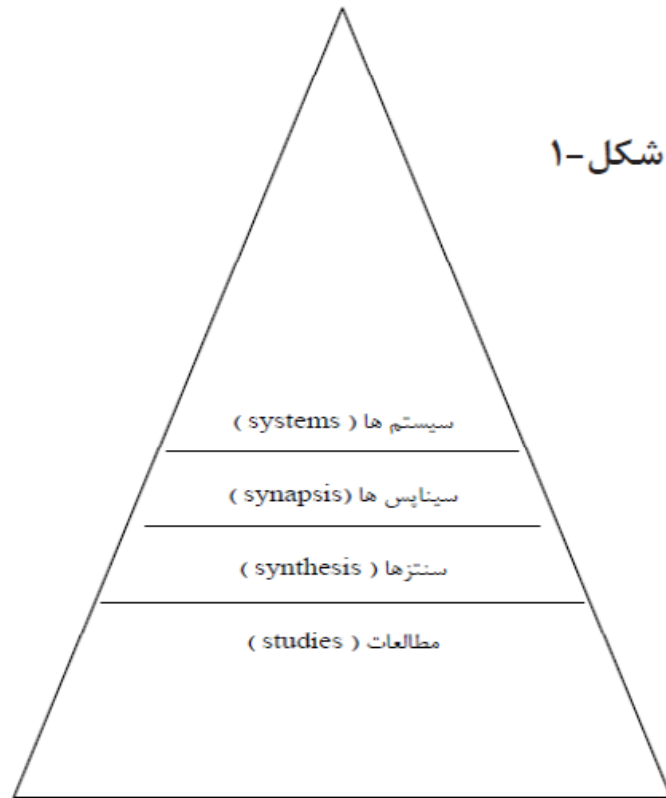 شکل-۱
سیستم ها ( systems )
سیناپس ها (synapsis )
سنتزها ( synthesis )
مطالعات ( studies )